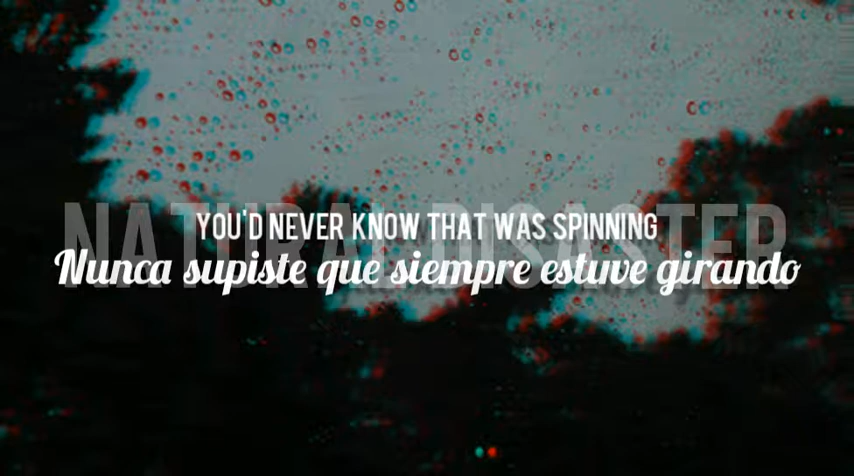 NATURAL DISASTER
YOU'D NEVER KNOW THAT WAS SPINNING
Nunca supiste que siempre estuve girando